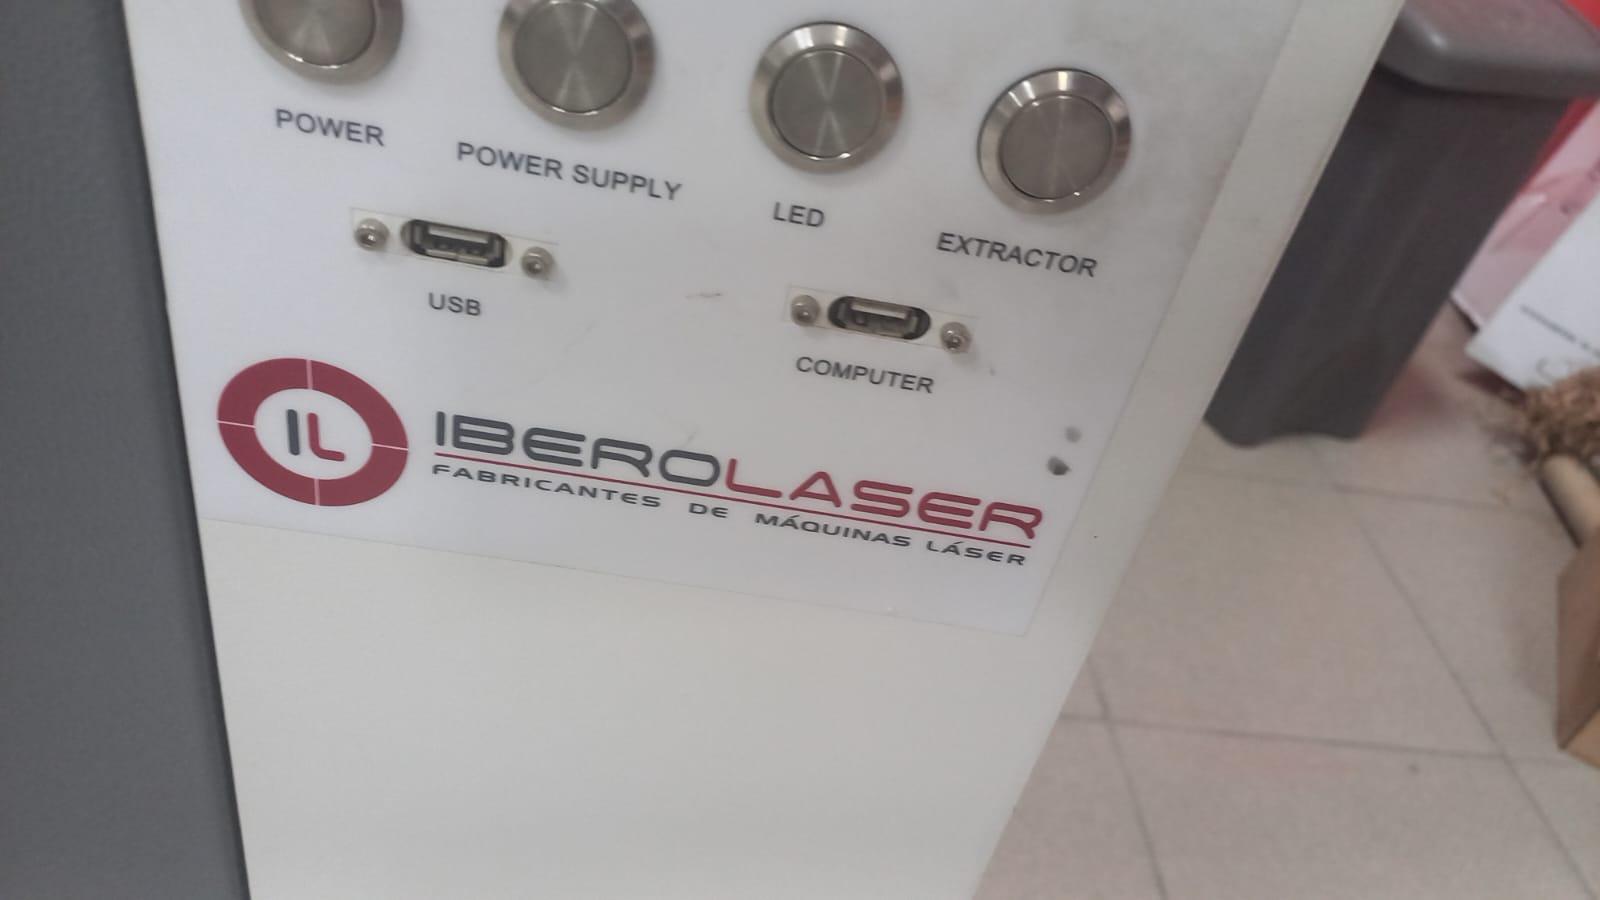 POWER
POWER SUPPLY
LED
EXTRACTOR
USB
COMPUTER
IL
IBEROLASER
FABRICANTES DE MÁQUINAS LÁSER